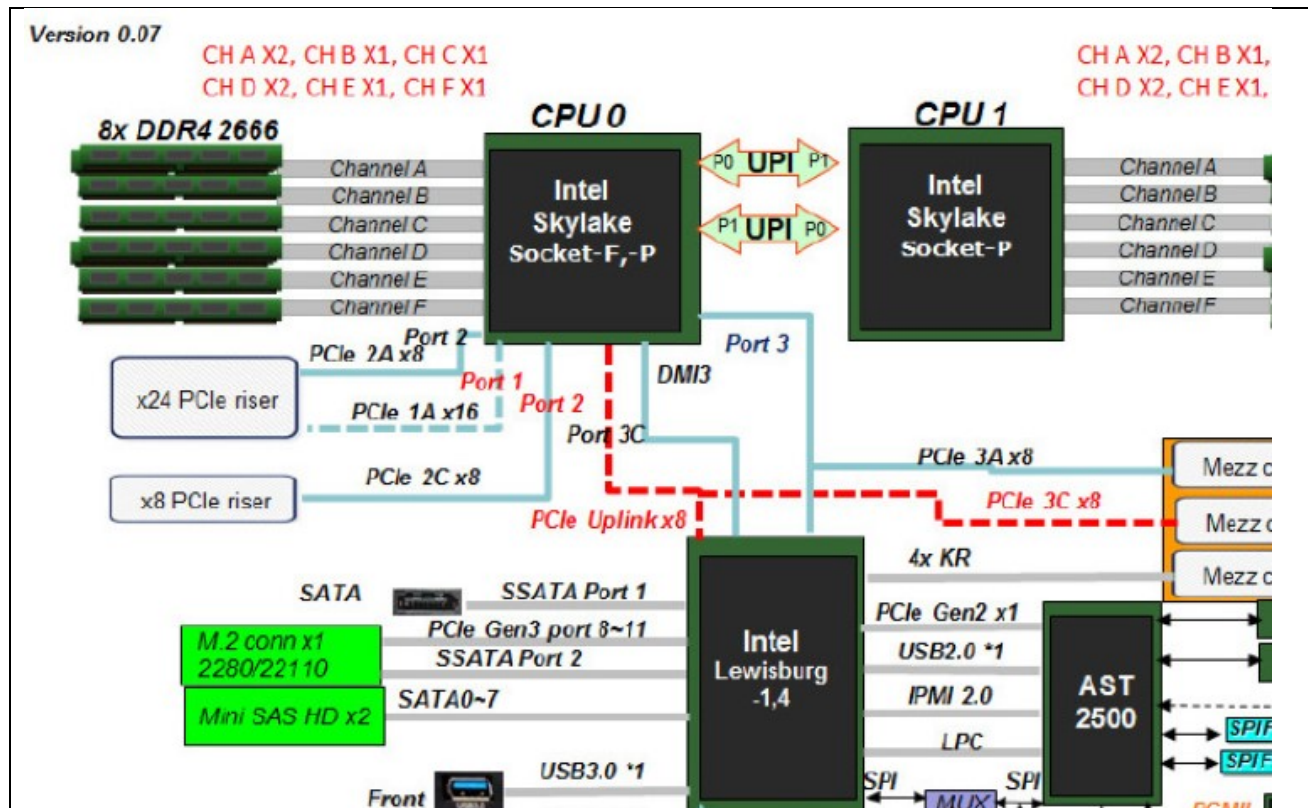 Version 0.07
CH A X2, CH B X1, CH C X1
CH D X2, CH E X1, CH F X1
CH A X2, CH B X1,
CH D X2, CH E X1,
8x DDR4 2666
CPU 0
CPU 1
Channel A
Channel B
Channel C
Channel D
Channel E
Channel F
Intel
Skylake
Socket-F,-P
P0 UPI P1
P1 UPI P0
Intel
Skylake
Socket-P
Channel A
Channel B
Channel C
Channel D
Channel E
Channel F
Port 2
PCIe 2A x8
Port 1
Port 2
DMI3
Port 3
x24 PCIe riser
PCIe 1A x16
Port 3C
PCIe 3A x8
Mezz c
x8 PCIe riser
PCIe 2C x8
PCIe Uplink x8
PCIe 3C x8
Mezz c
4x KR
Mezz c
SATA
SSATA Port 1
PCIe Gen3 port 8~11
SSATA Port 2
M.2 conn x1
2280/22110
Mini SAS HD x2
SATA0~7
Intel
Lewisburg
-1,4
PCIe Gen2 x1
USB2.0 *1
IPMI 2.0
LPC
AST
2500
SPI F
SPI F
USB3.0 *1
Front
SPI
MUX
SPI